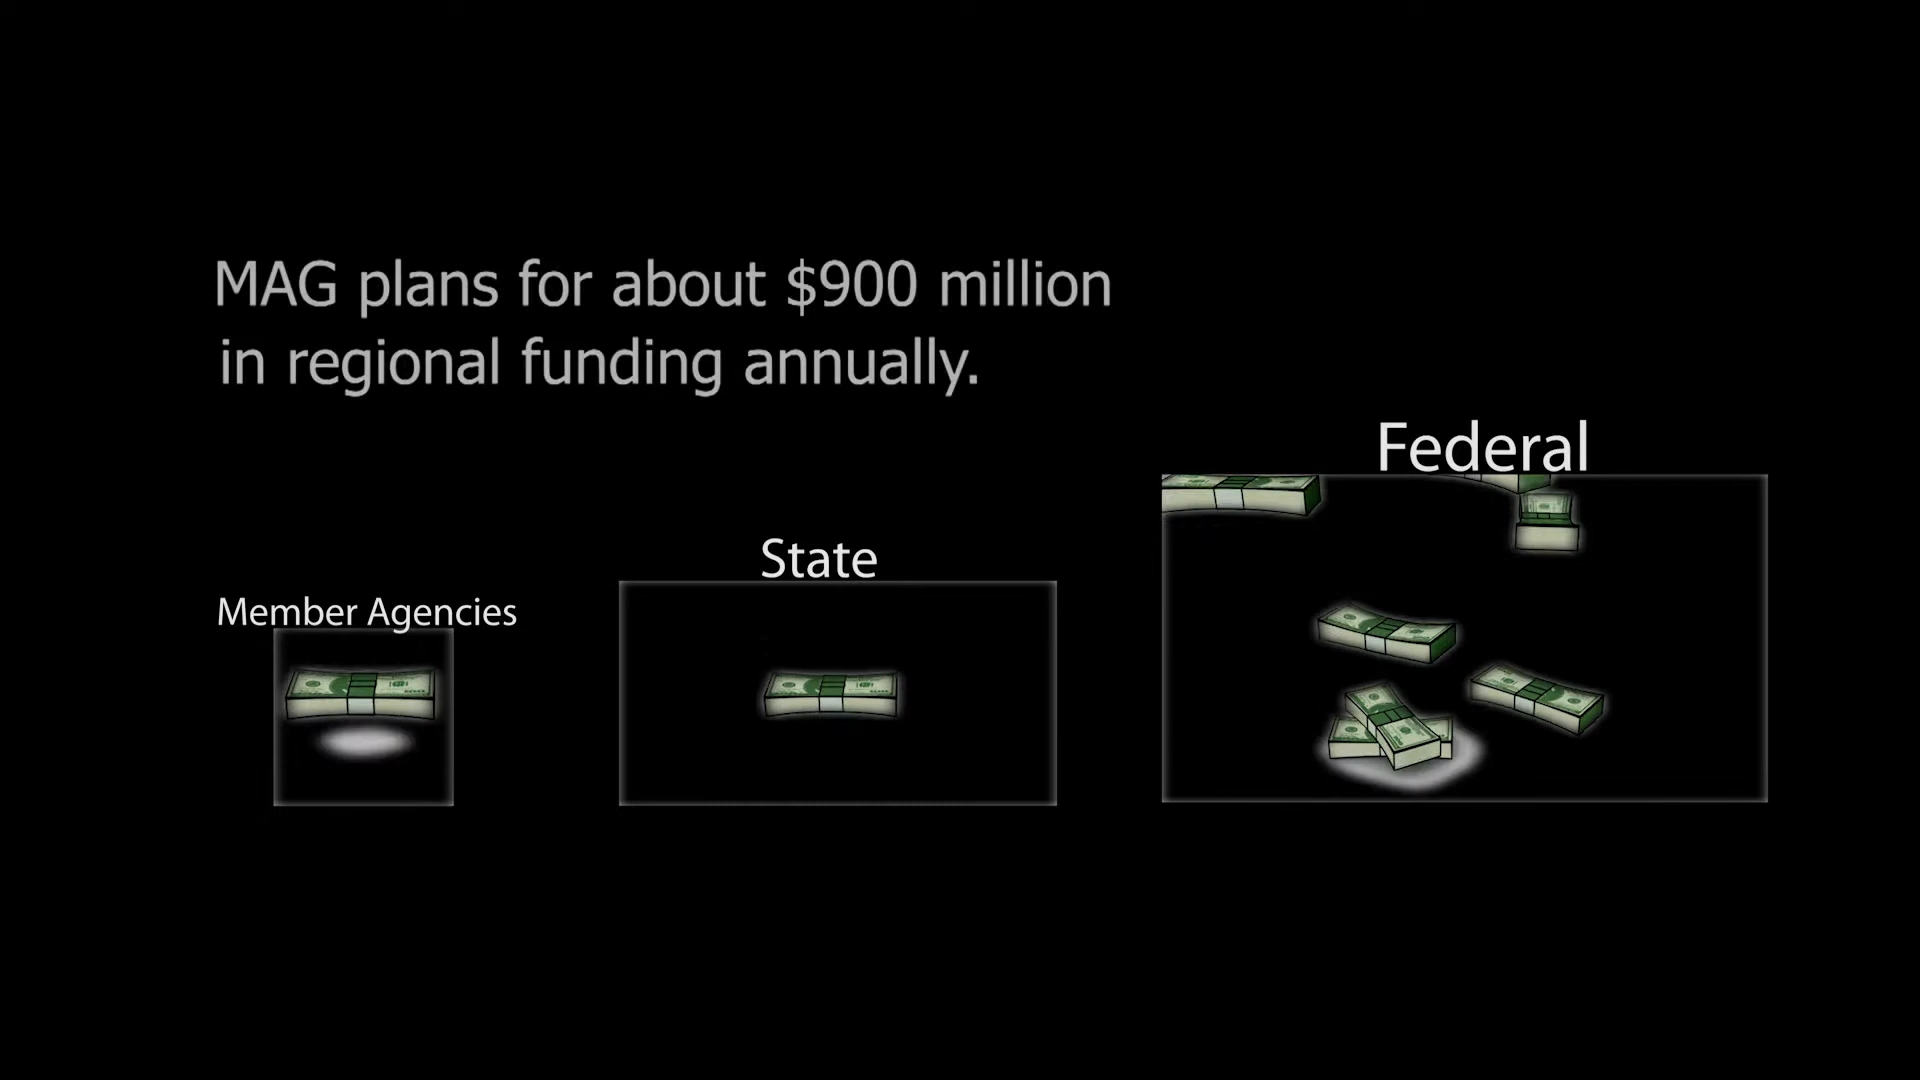 MAG plans for about $900 million
in regional funding annually.
Federal
State
Member Agencies